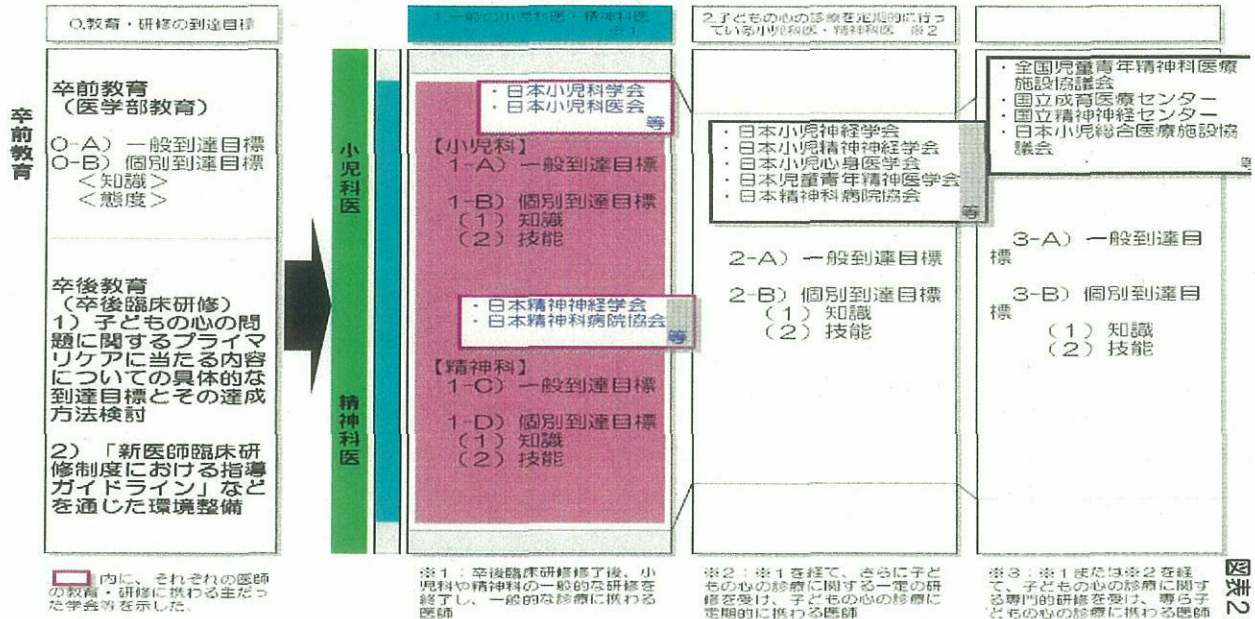 0.教育・研修の到達目標
1.一般の小児科医・精神科医
※1
2.子どもの心の診療を定期的に行っ
ている小児科医・精神科医 ※2
卒前教育
卒前教育
（医学部教育）
0-A）一般到達目標
0-B）個別到達目標
＜知識＞
＜態度＞
卒後教育
（卒後臨床研修）
1）子どもの心の問
題に関するプライマ
リケアに当たる内容
についての具体的な
到達目標とその達成
方法検討
2）「新医師臨床研
修制度における指導
ガイドライン」など
を通じた環境整備
小児科医
精神科医
・日本小児科学会
・日本小児科医会
等
【小児科】
1-A）一般到達目標
1-B）個別到達目標
（1）知識
（2）技能
・日本精神神経学会
・日本精神科病院協会
等
【精神科】
1-C）一般到達目標
1-D）個別到達目標
（1）知識
（2）技能
・日本小児神経学会
・日本小児精神神経学会
・日本小児心身医学会
・日本児童青年精神医学会
・日本精神科病院協会
等
2-A）一般到達目標
2-B）個別到達目標
（1）知識
（2）技能
・全国児童青年精神科医療
施設協議会
・国立成育医療センター
・国立精神神経センター
・日本小児総合医療施設協
議会
等
3-A）一般到達目
標
3-B）個別到達目
標
（1）知識
（2）技能
内に、それぞれの医師
の教育・研修に携わる主だっ
た学会等を示した。
※1：卒後臨床研修修了後、小
児科や精神科の一般的な研修を
終了し、一般的な診療に携わる
医師
※2：※1を経て、さらに子ど
もの心の診療に関する一定の研
修を受け、子どもの心の診療に
定期的に携わる医師
※3：※1または※2を経
て、子どもの心の診療に関す
る専門的研修を受け、専ら子
どもの心の診療に携わる医師
図表2